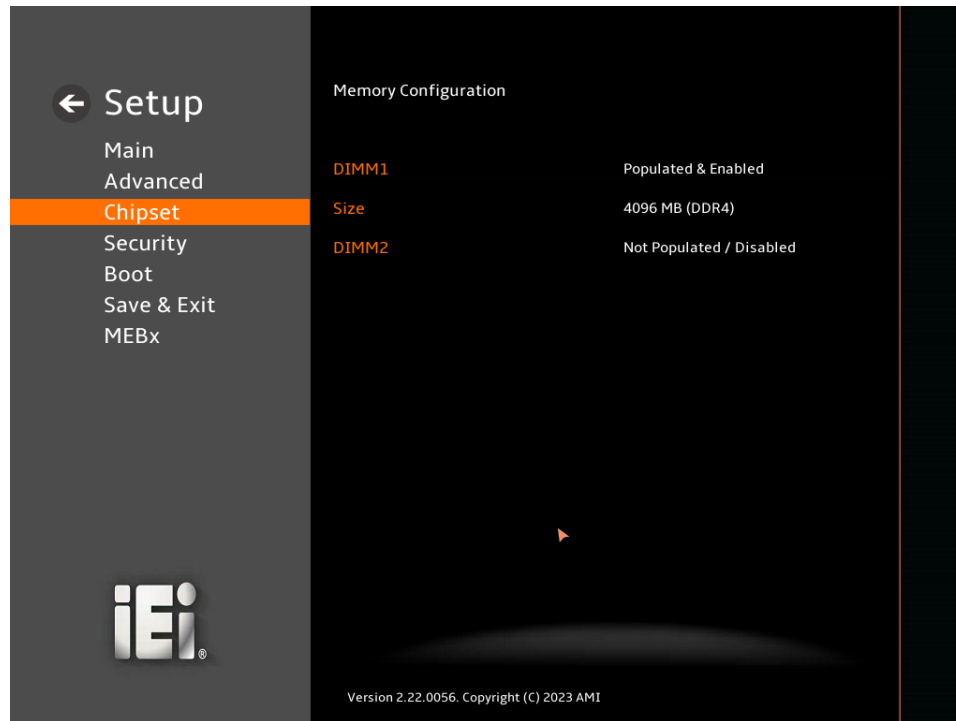 Setup
Main
Advanced
Chipset
Security
Boot
Save & Exit
MEBx
Memory Configuration
DIMM1 Populated & Enabled
Size 4096 MB (DDR4)
DIMM2 Not Populated / Disabled
iEi®
Version 2.22.0056. Copyright (C) 2023 AMI